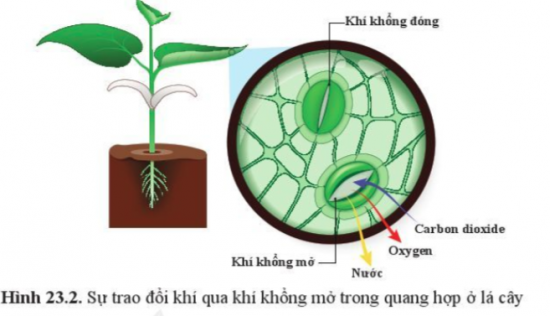 Khí khổng đóng
Carbon dioxide
Oxygen
Khí khổng mở
Nước
Hình 23.2. Sự trao đổi khí qua khí khổng mở trong quang hợp ở lá cây